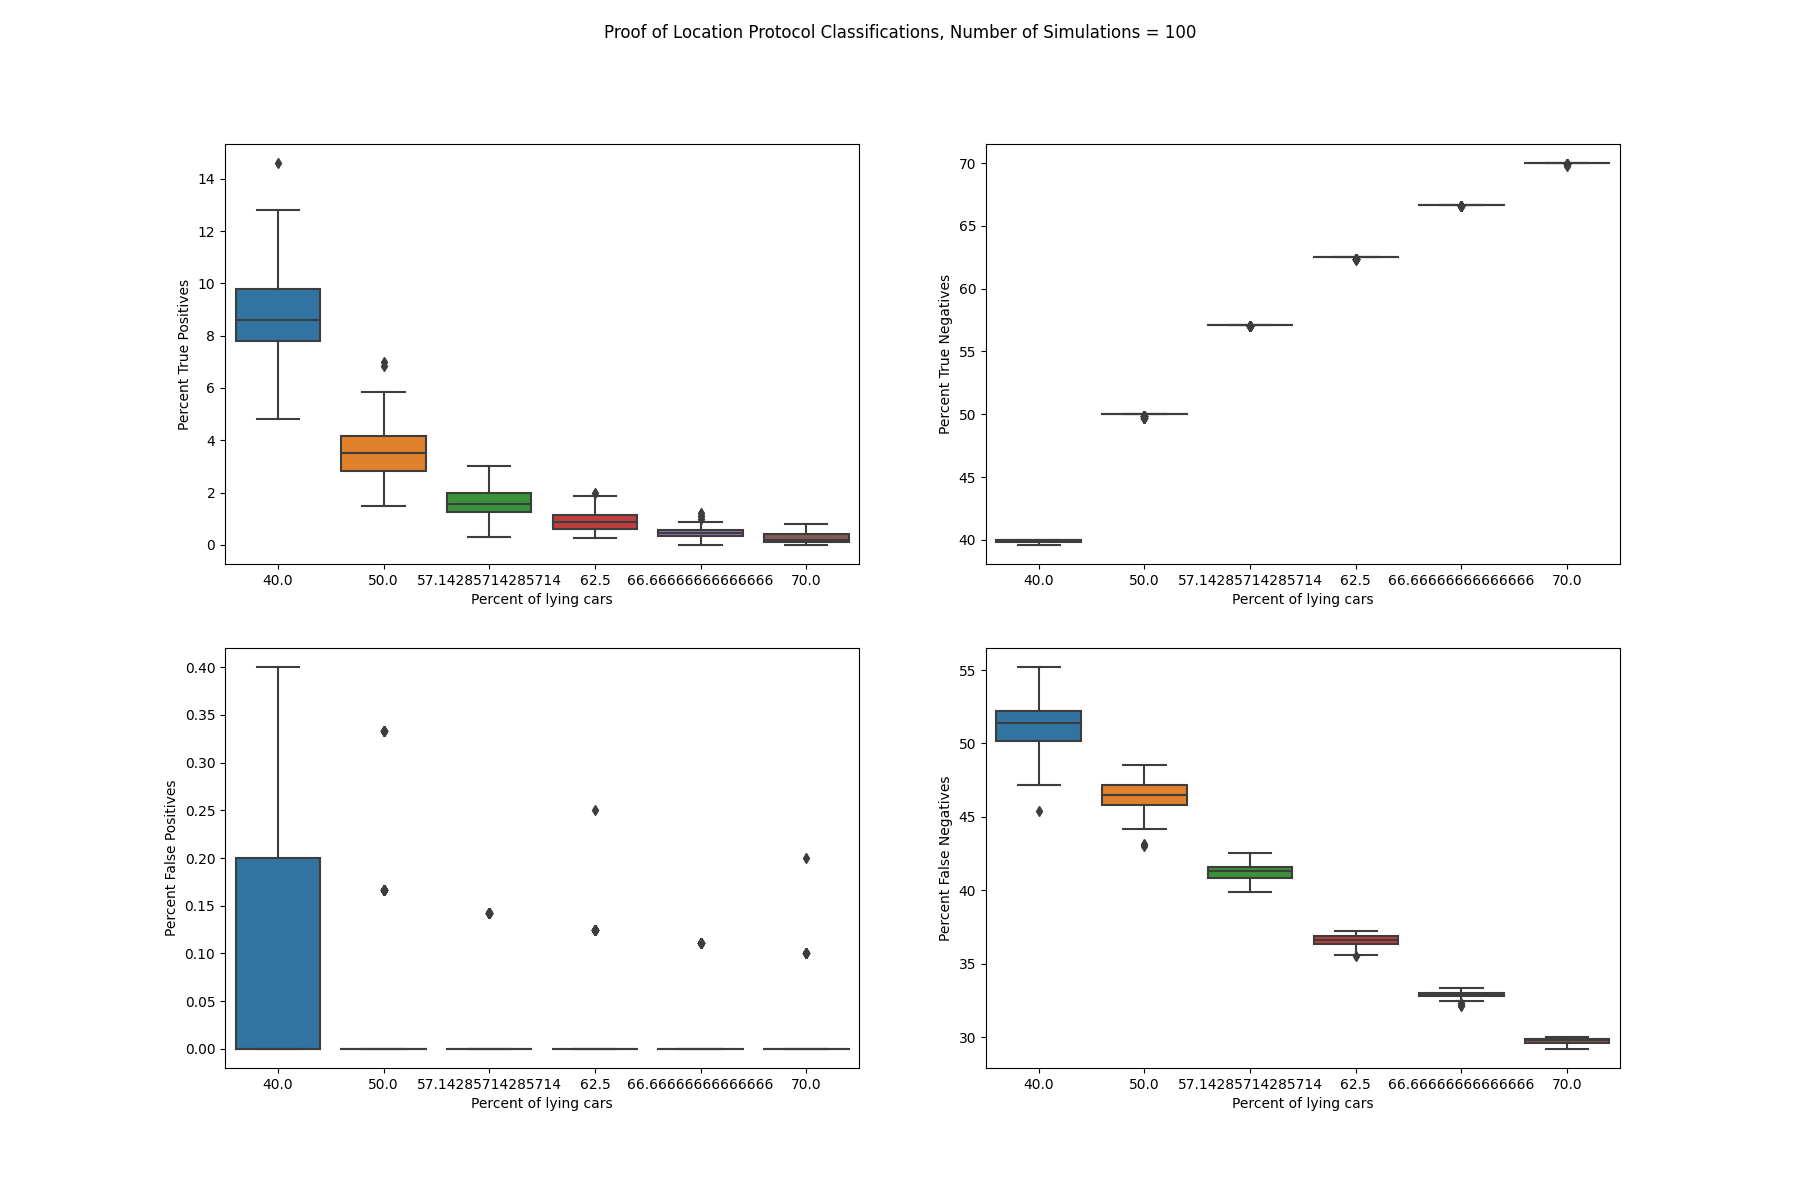 Proof of Location Protocol Classifications, Number of Simulations = 100
Percent True Positives
14
12
10
8
6
4
2
0
40.0 50.0 57.14285714285714 62.5 66.66666666666666 70.0
Percent of lying cars
Percent True Negatives
70
65
60
55
50
45
40
40.0 50.0 57.14285714285714 62.5 66.66666666666666 70.0
Percent of lying cars
Percent False Positives
0.40
0.35
0.30
0.25
0.20
0.15
0.10
0.05
0.00
40.0 50.0 57.14285714285714 62.5 66.66666666666666 70.0
Percent of lying cars
Percent False Negatives
55
50
45
40
35
30
40.0 50.0 57.14285714285714 62.5 66.66666666666666 70.0
Percent of lying cars